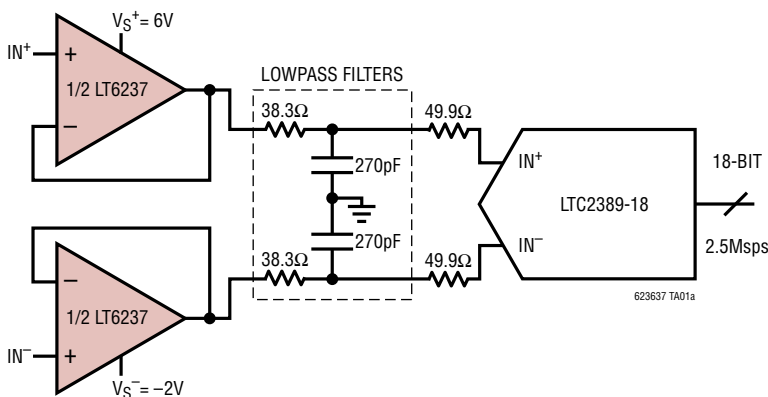 V_S^+ = 6V
IN^+
+
1/2 LT6237
–
LOWPASS FILTERS
38.3Ω
49.9Ω
270pF
IN^+
18-BIT
LTC2389-18
2.5Msps
270pF
IN^–
38.3Ω
49.9Ω
623637 TA01a
–
1/2 LT6237
+
IN^–
V_S^– = –2V